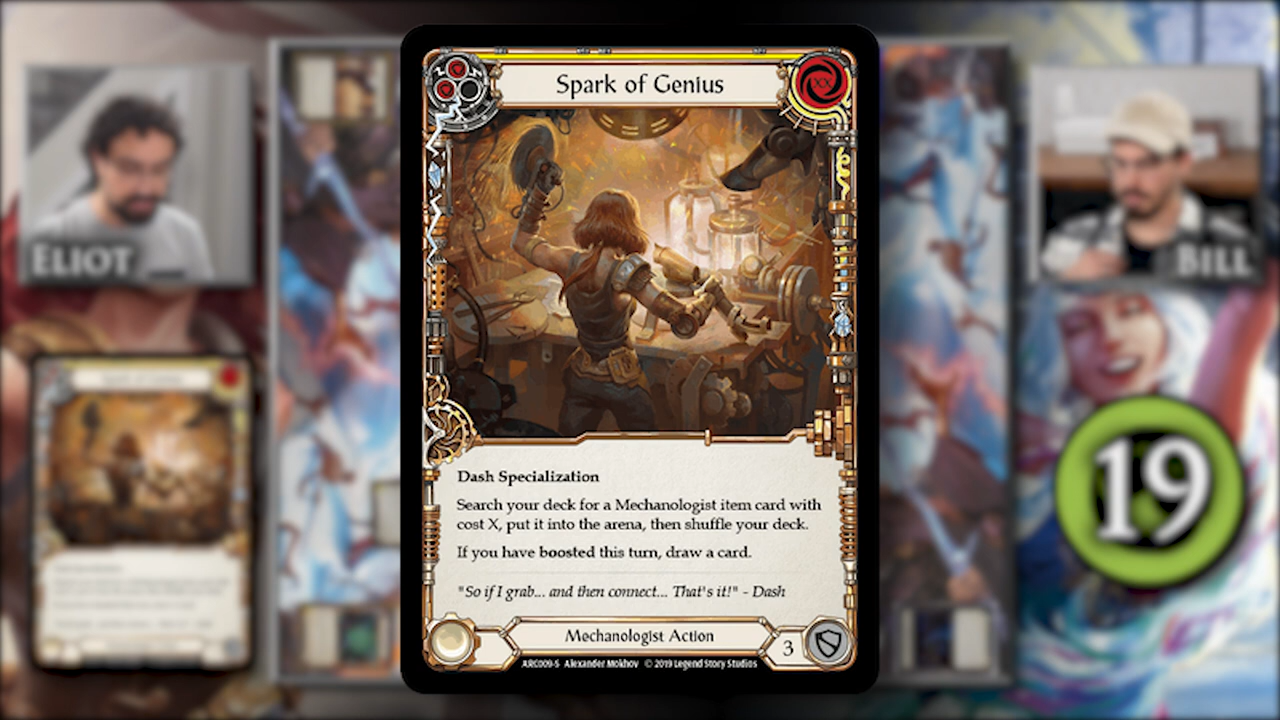 Spark of Genius
XX
ELIOT
BILL
19
Dash Specialization
Search your deck for a Mechanologist item card with
cost X, put it into the arena, then shuffle your deck.
If you have boosted this turn, draw a card.
"So if I grab... and then connect... That's it!" - Dash
Mechanologist Action
3
ARC009-S Alexander Mokhov © 2019 Legend Story Studios